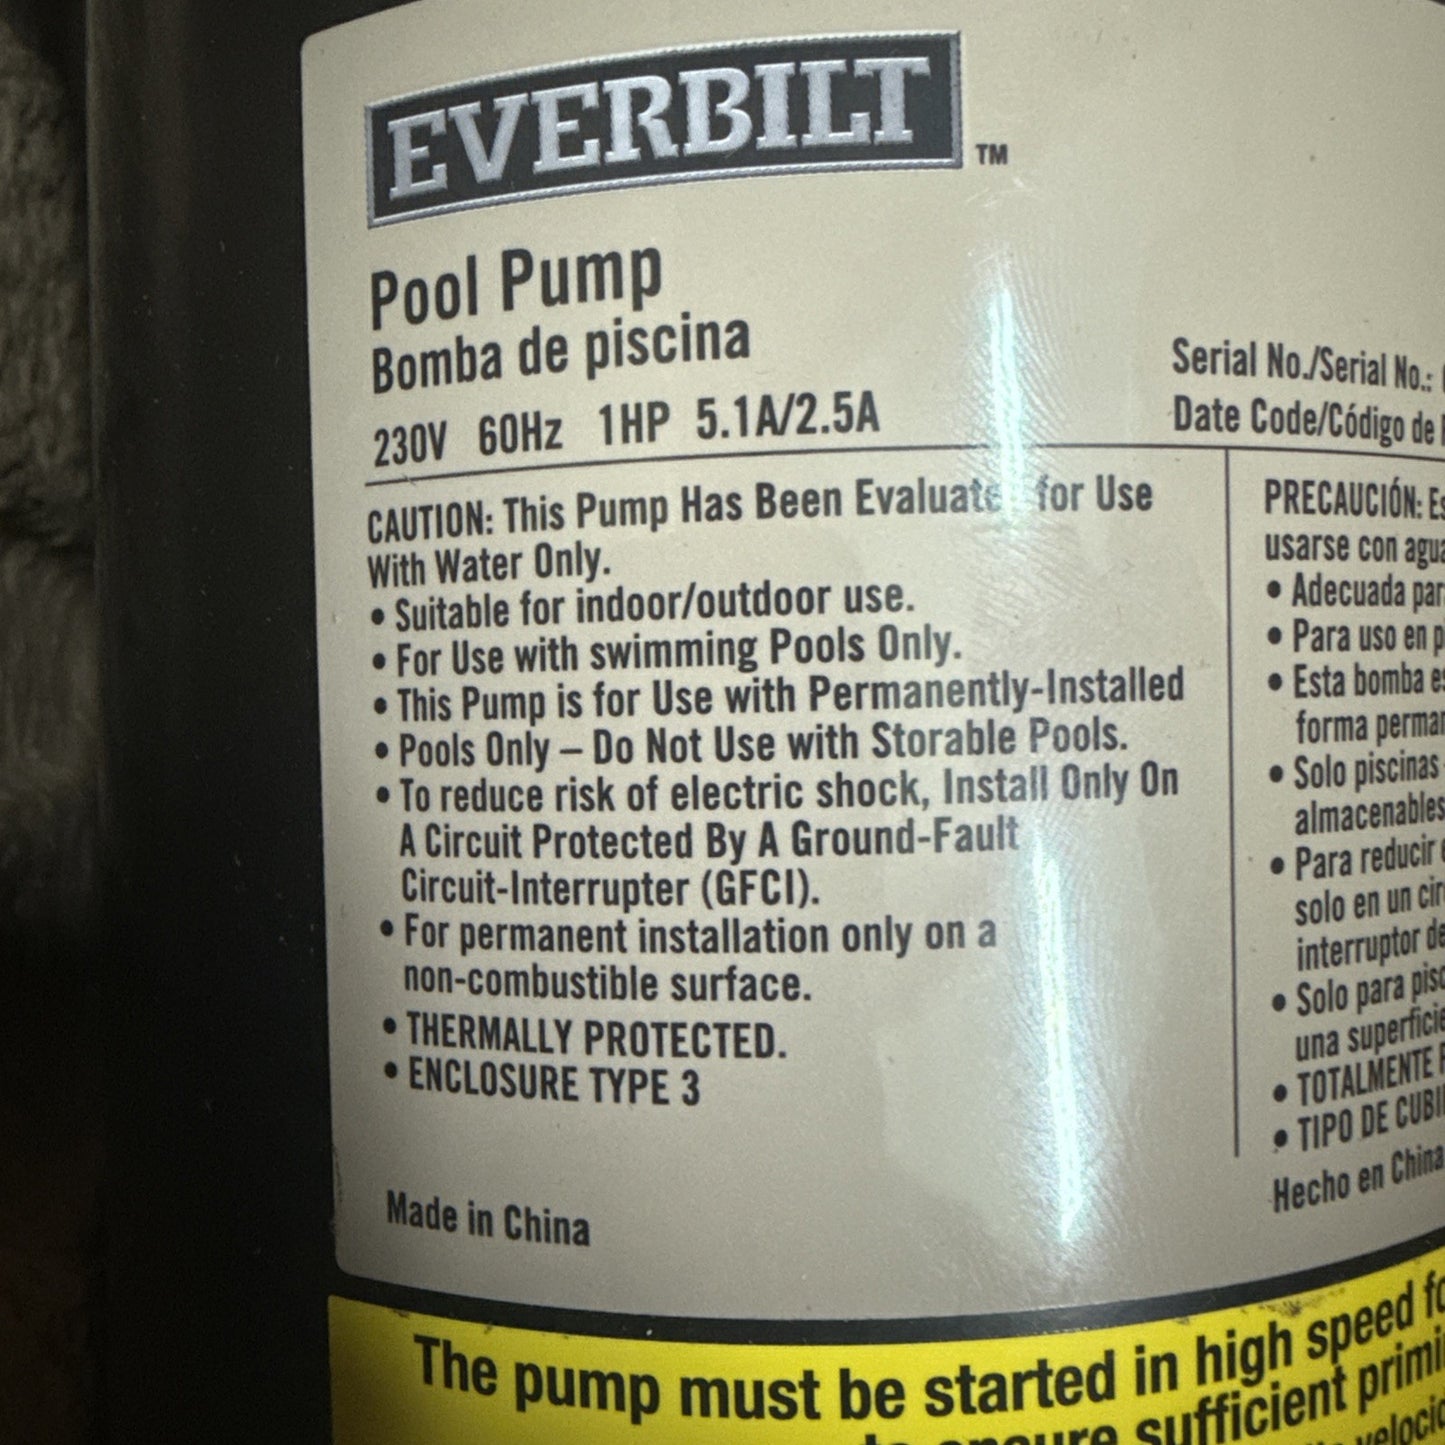 EVERBILT TM
Pool Pump
Bomba de piscina
230V 60Hz 1HP 5.1A/2.5A
Serial No./Serial No.:
Date Code/Código de
CAUTION: This Pump Has Been Evaluate for Use
With Water Only.
• Suitable for indoor/outdoor use.
• For Use with swimming Pools Only.
• This Pump is for Use with Permanently-Installed
• Pools Only – Do Not Use with Storable Pools.
• To reduce risk of electric shock, Install Only On
A Circuit Protected By A Ground-Fault
Circuit-Interrupter (GFCI).
• For permanent installation only on a
non-combustible surface.
• THERMALLY PROTECTED.
• ENCLOSURE TYPE 3
Made in China
PRECAUCIÓN:
usarse con agua
• Adecuada
• Para uso en
• Esta bomba
forma
• Solo piscinas
almacenables
• Para reducir
solo en un
interruptor de
• Solo para
una superficie
• TOTALMENTE
• TIPO DE
Hecho en China
The pump must be started in high speed
to ensure sufficient